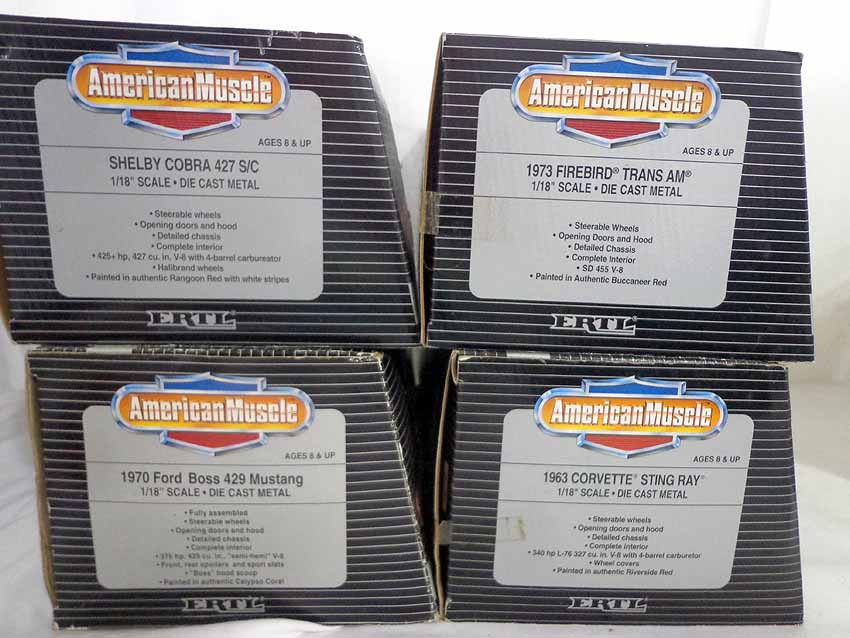 AmericanMuscle
AGES 8 & UP
SHELBY COBRA 427 S/C
1/18" SCALE • DIE CAST METAL
• Steerable wheels
• Opening doors and hood
• Detailed chassis
• Complete interior
• 425+ hp, 427 cu. in. V-8 with 4-barrel carbureator
• Halibrand wheels
• Painted in authentic Rangoon Red with white stripes
ERTL
AmericanMuscle
AGES 8 & UP
1973 FIREBIRD® TRANS AM®
1/18" SCALE • DIE CAST METAL
• Steerable Wheels
• Opening Doors and Hood
• Detailed Chassis
• Complete Interior
• SD 455 V-8
• Painted in Authentic Buccaneer Red
ERTL
AmericanMuscle
AGES 8 & UP
1970 Ford Boss 429 Mustang
1/18" SCALE • DIE CAST METAL
• Fully assembled
• Steerable wheels
• Opening doors and hood
• Detailed chassis
• Complete interior
• 375 hp, 429 cu. in., "semi-hemi" V-8
• Front, rear spoilers and sport slats
• "Boss" hood scoop
• Painted in authentic Calypso Coral
ERTL
AmericanMuscle
AGES 8 & UP
1963 CORVETTE® STING RAY®
1/18" SCALE • DIE CAST METAL
• Steerable wheels
• Opening doors and hood
• Detailed chassis
• Complete interior
• 340 hp L-76 327 cu. in. V-8 with 4-barrel carburetor
• Wheel covers
• Painted in authentic Riverside Red
ERTL